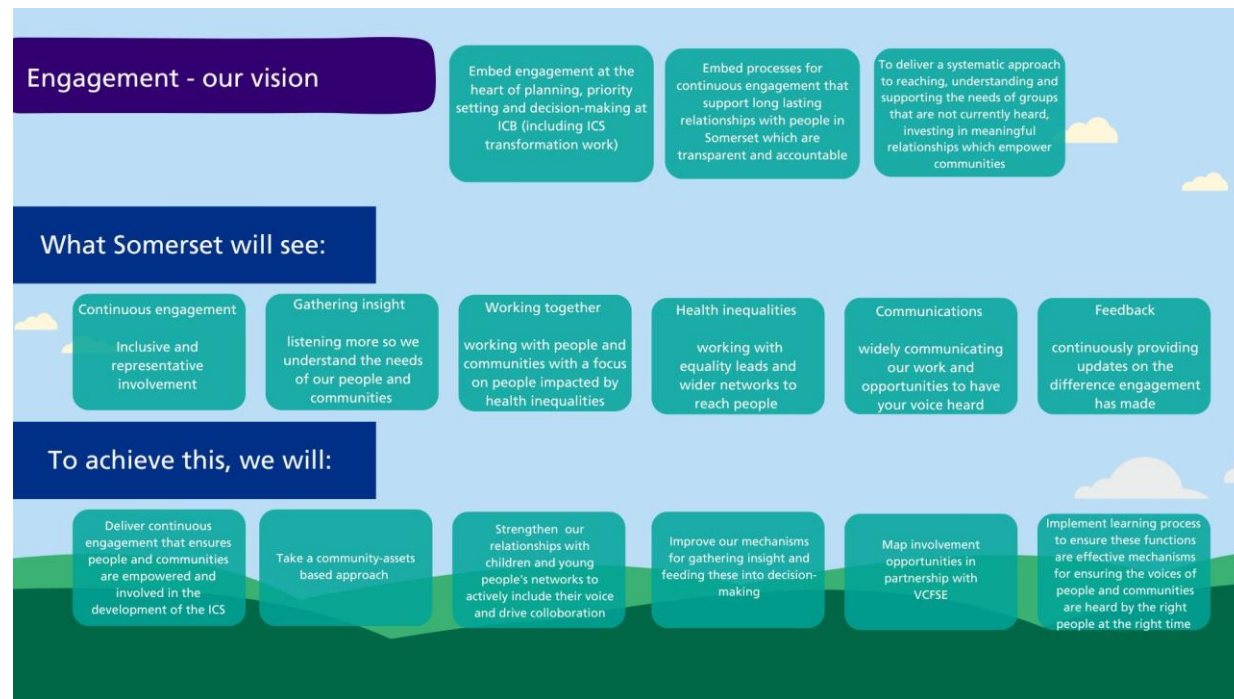 Engagement - our vision
Embed engagement at the
heart of planning, priority
setting and decision-making at
ICB (including ICS
transformation work)
Embed processes for
continuous engagement that
support long lasting
relationships with people in
Somerset which are
transparent and accountable
To deliver a systematic approach
to reaching, understanding and
supporting the needs of groups
that are not currently heard,
investing in meaningful
relationships which empower
communities
What Somerset will see:
Continuous engagement
Inclusive and
representative
involvement
Gathering insight
listening more so we
understand the needs
of our people and
communities
Working together
working with people and
communities with a focus
on people impacted by
health inequalities
Health inequalities
working with
equality leads and
wider networks to
reach people
Communications
widely communicating
our work and
opportunities to have
your voice heard
Feedback
continuously providing
updates on the
difference engagement
has made
To achieve this, we will:
Deliver continuous
engagement that ensures
people and communities
are empowered and
involved in the
development of the ICS
Take a community-assets
based approach
Strengthen our
relationships with
children and young
people's networks to
actively include their voice
and drive colloboration
Improve our mechanisms
for gathering insight and
feeding these into decision-
making
Map involvement
opportunities in
partnership with
VCFSE
Implement learning process
to ensure these functions
are effective mechanisms
for ensuring the voices of
people and communities
are heard by the right
people at the right time